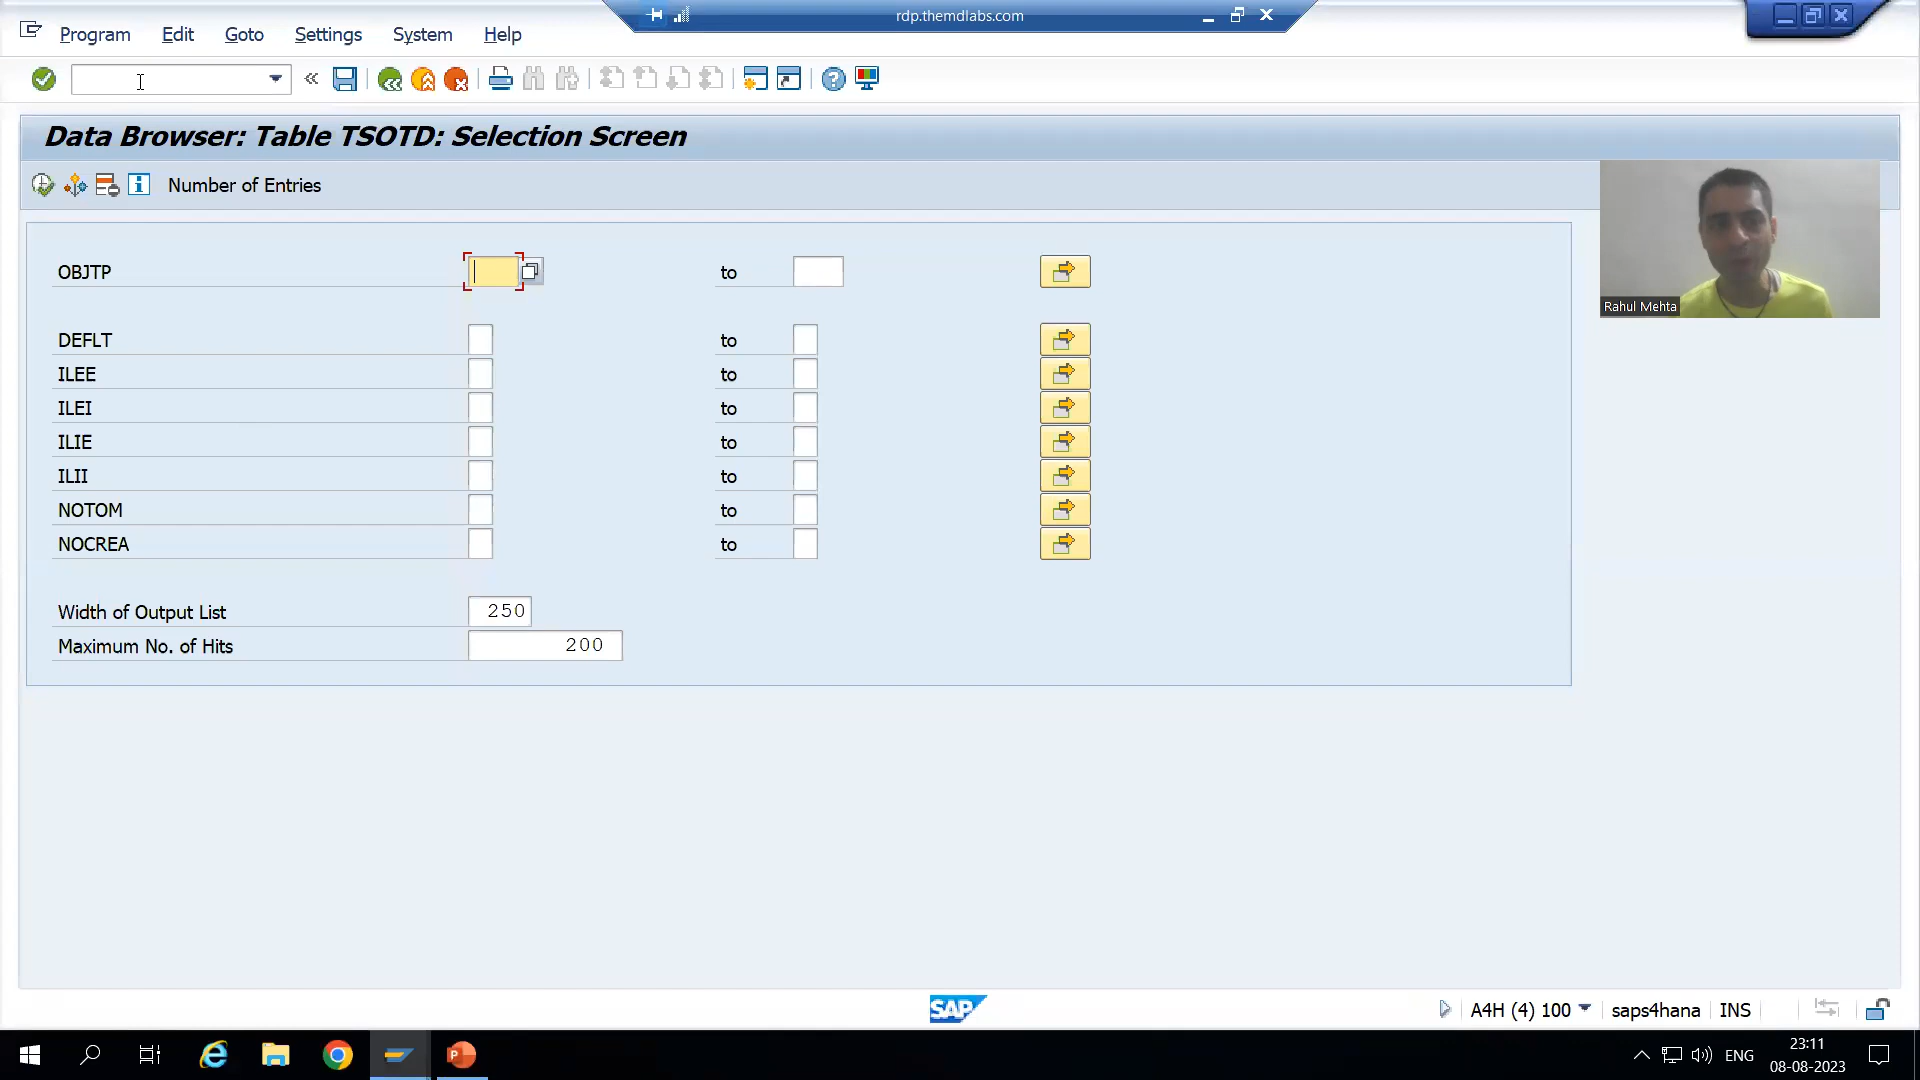 rdp.themdlabs.com
Program Edit Goto Settings System Help
Data Browser: Table TSOTD: Selection Screen
Number of Entries
OBJTP to
Rahul Mehta
DEFLT to
ILEE to
ILEI to
ILIE to
ILII to
NOTOM to
NOCREA to
Width of Output List 250
Maximum No. of Hits 200
SAP
A4H (4) 100 saps4hana INS
ENG
23:11
08-08-2023